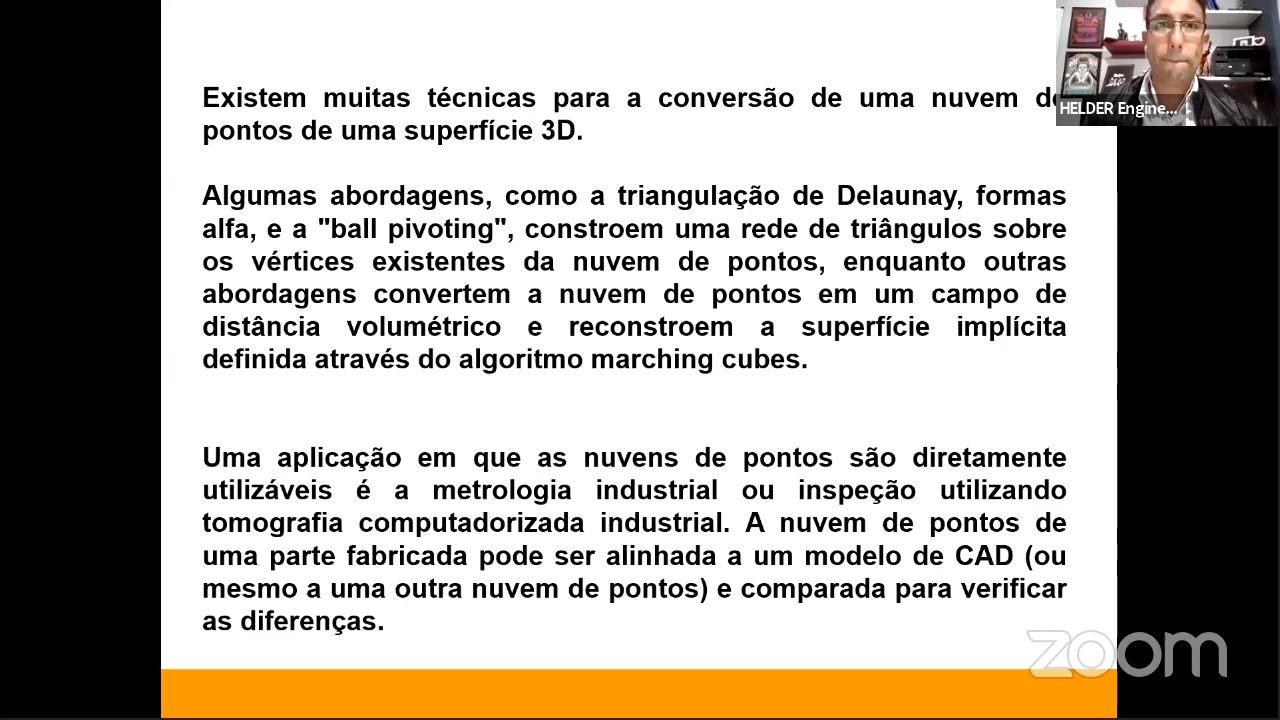 Existem muitas técnicas para a conversão de uma nuvem de
pontos de uma superfície 3D.
Algumas abordagens, como a triangulação de Delaunay, formas
alfa, e a "ball pivoting", constroem uma rede de triângulos sobre
os vértices existentes da nuvem de pontos, enquanto outras
abordagens convertem a nuvem de pontos em um campo de
distância volumétrico e reconstroem a superfície implícita
definida através do algoritmo marching cubes.
Uma aplicação em que as nuvens de pontos são diretamente
utilizáveis é a metrologia industrial ou inspeção utilizando
tomografia computadorizada industrial. A nuvem de pontos de
uma parte fabricada pode ser alinhada a um modelo de CAD (ou
mesmo a uma outra nuvem de pontos) e comparada para verificar
as diferenças.
HELDER Engine...
zoom